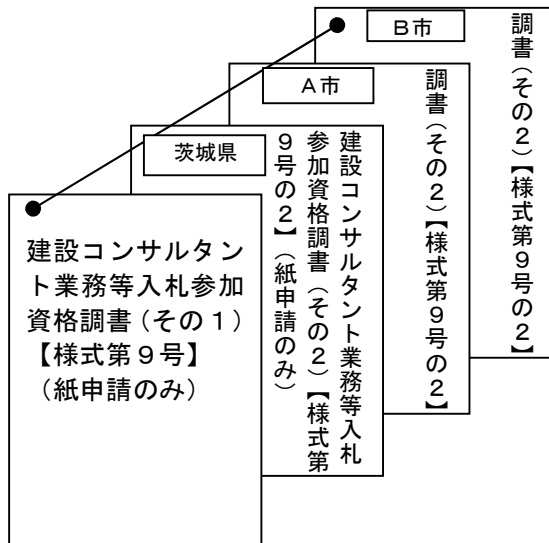 建設コンサルタン
ト業務等入札参加
資格調書(その1)
【様式第9号】
(紙申請のみ)
茨城県
建設コンサルタント業務等入札
参加資格調書(その2)【様式第
9号の2】(紙申請のみ)
A市
調書(その2)【様式第9号の2】
B市
調書(その2)【様式第9号の2】